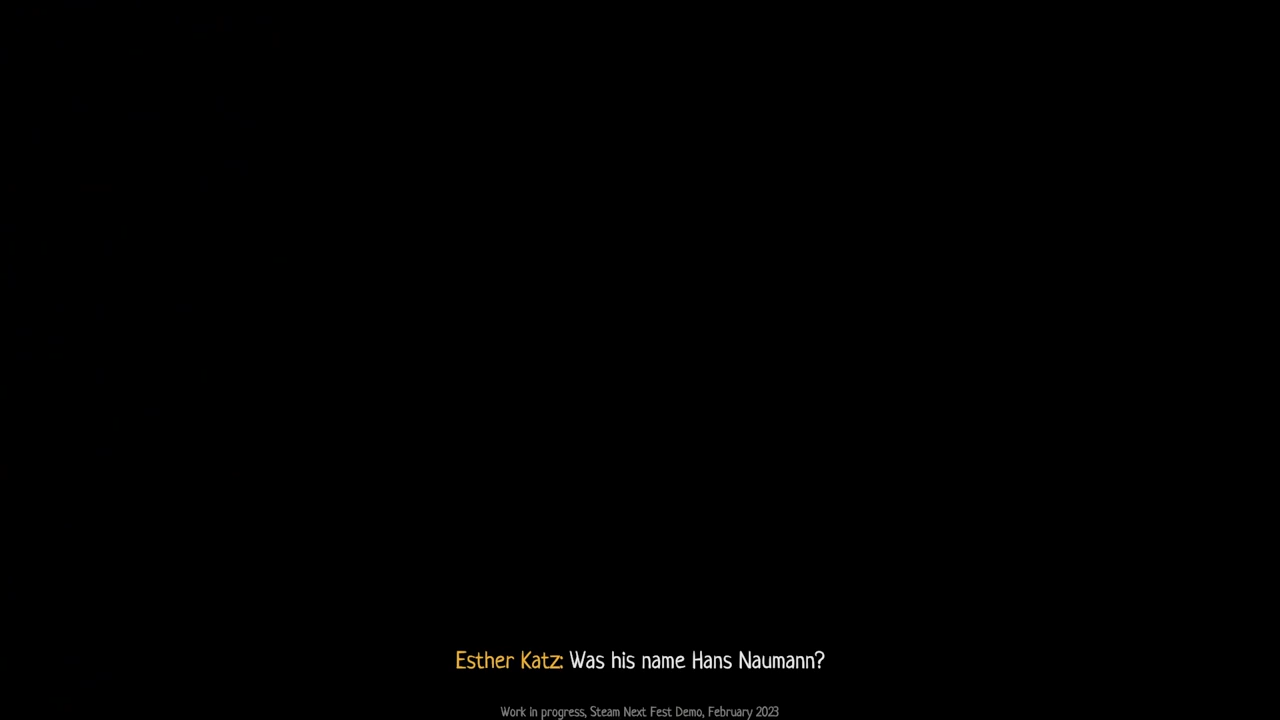 Esther Katz: Was his name Hans Naumann?
Work in progress, Steam Next Fest Demo, February 2023